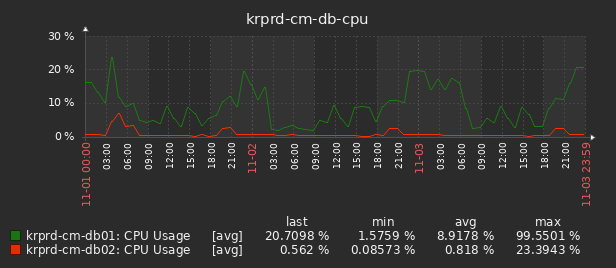 krprd-cm-db-cpu
30 %
20 %
10 %
0 %
11-01 00:00 03:00 06:00 09:00 12:00 15:00 18:00 21:00 11-02 03:00 06:00 09:00 12:00 15:00 18:00 21:00 11-03 03:00 06:00 09:00 12:00 15:00 18:00 21:00 11-03 23:59
last min avg max
krprd-cm-db01: CPU Usage [avg] 20.7098 % 1.5759 % 8.9178 % 99.5501 %
krprd-cm-db02: CPU Usage [avg] 0.562 % 0.08573 % 0.818 % 23.3943 %